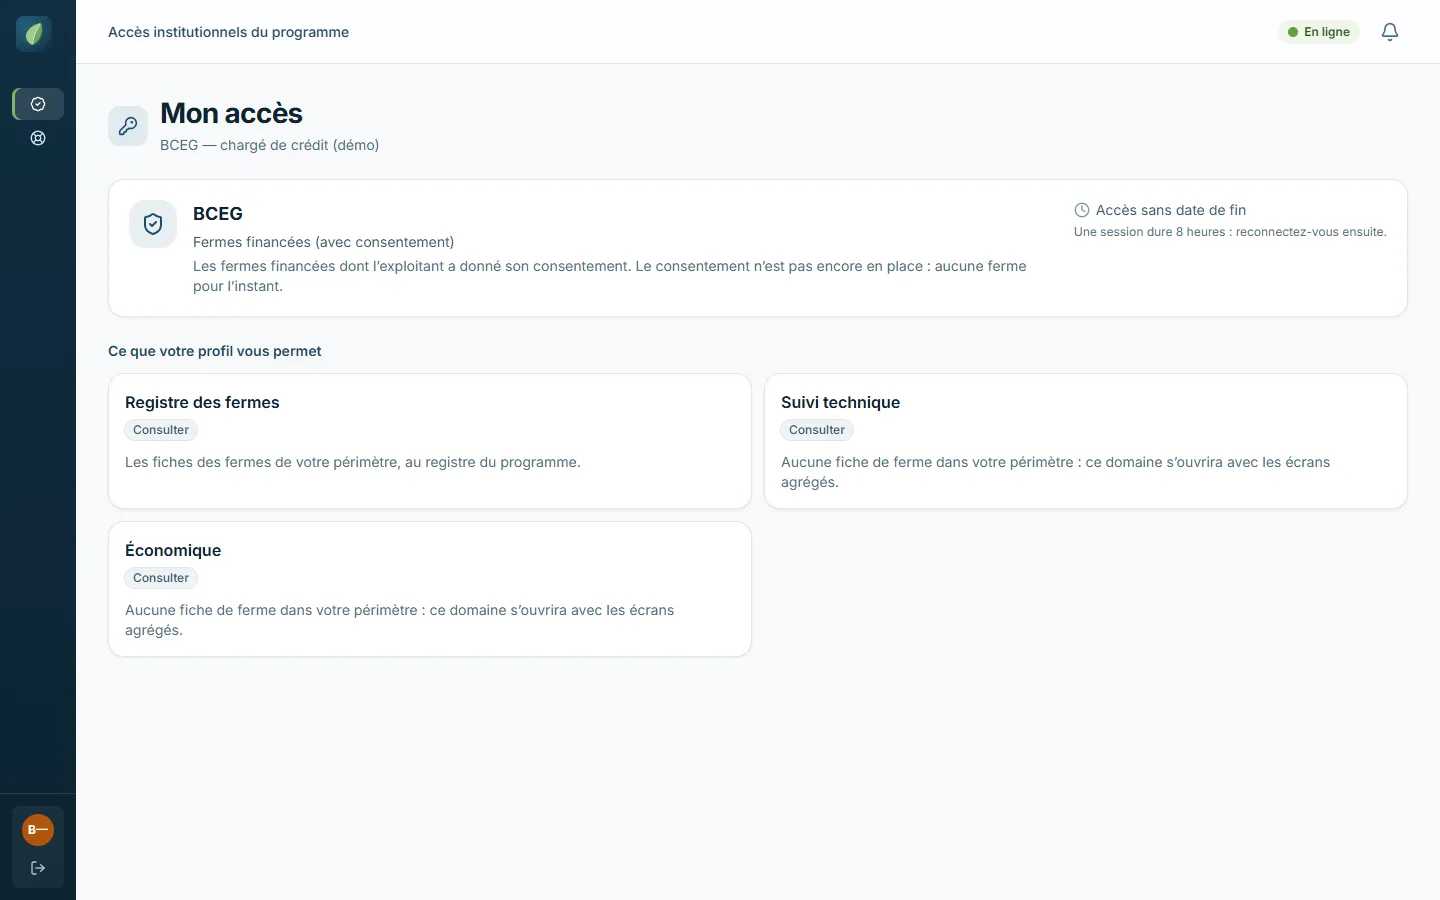 Accès institutionnels du programme
En ligne
Mon accès
BCEG — chargé de crédit (démo)
BCEG
Fermes financées (avec consentement)
Les fermes financées dont l’exploitant a donné son consentement. Le consentement n’est pas encore en place : aucune ferme
pour l’instant.
Accès sans date de fin
Une session dure 8 heures : reconnectez-vous ensuite.
Ce que votre profil vous permet
Registre des fermes
Consulter
Les fiches des fermes de votre périmètre, au registre du programme.
Suivi technique
Consulter
Aucune fiche de ferme dans votre périmètre : ce domaine s’ouvrira avec les écrans
agrégés.
Économique
Consulter
Aucune fiche de ferme dans votre périmètre : ce domaine s’ouvrira avec les écrans
agrégés.
B—